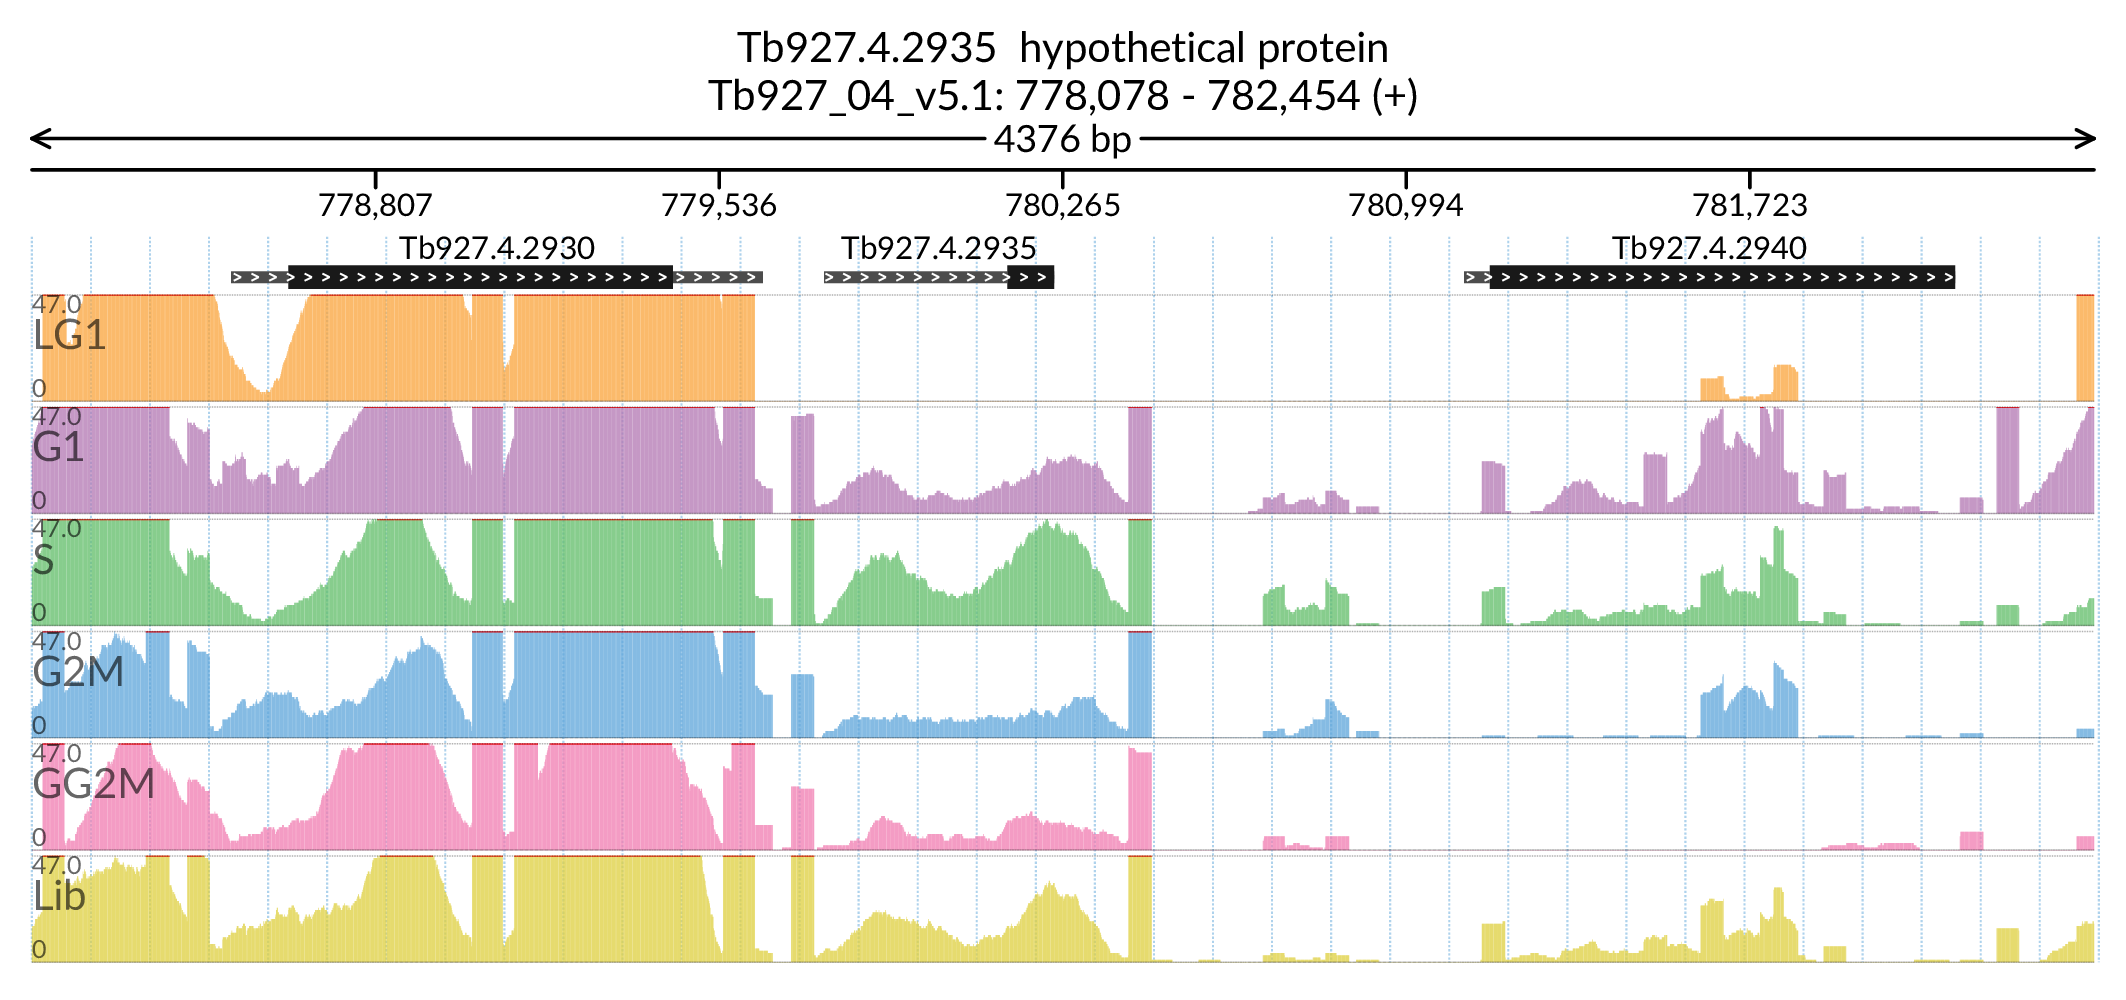 Tb927.4.2935  hypothetical protein
Tb927_04_v5.1: 778,078 - 782,454 (+)
4376 bp
778,807 779,536 780,265 780,994 781,723
Tb927.4.2930 Tb927.4.2935 Tb927.4.2940
47.0
LG1
0
47.0
G1
0
47.0
S
0
47.0
G2M
0
47.0
GG2M
0
47.0
Lib
0